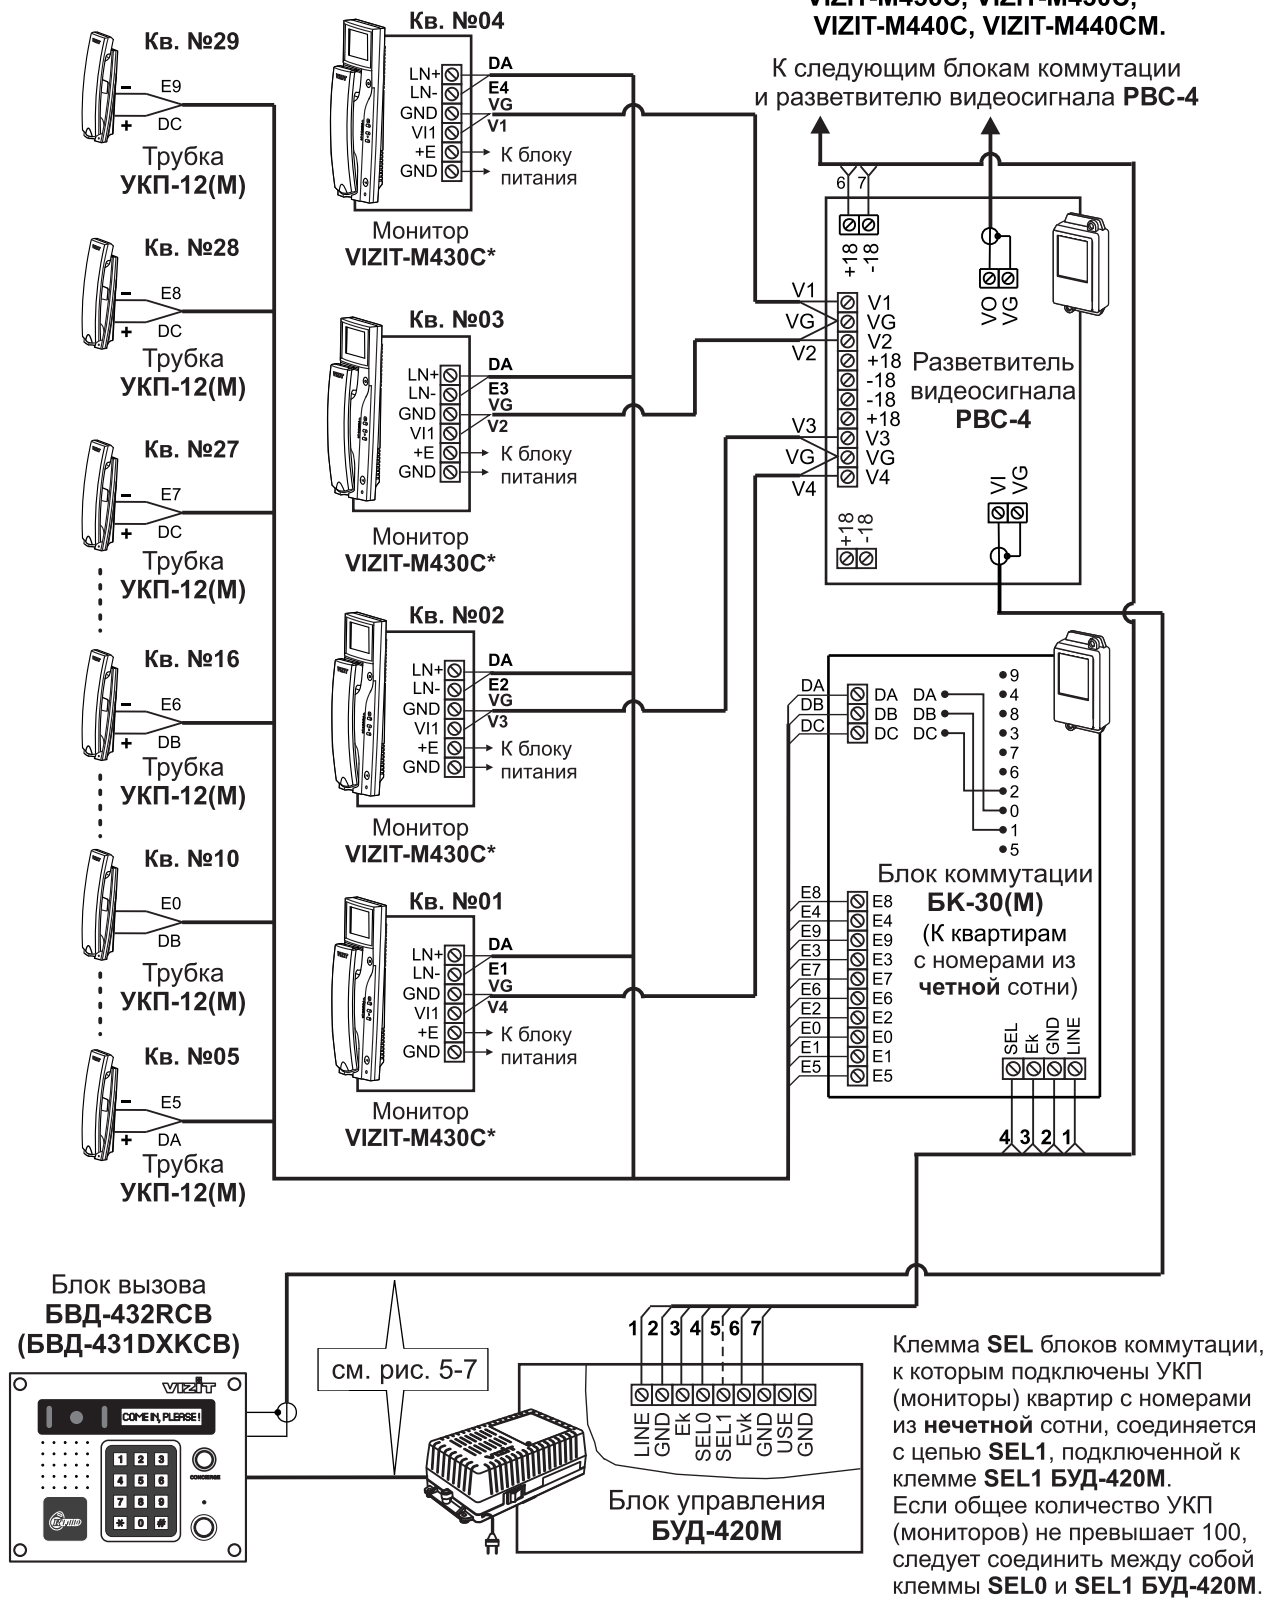 VIZIT-M440C, VIZIT-M440CM.
К следующим блокам коммутации
и разветвителю видеосигнала РВС-4
Кв. №29
−
E9
+
DC
Трубка
УКП-12(М)
Кв. №28
−
E8
+
DC
Трубка
УКП-12(М)
Кв. №27
−
E7
+
DC
Трубка
УКП-12(М)
Кв. №16
−
E6
+
DB
Трубка
УКП-12(М)
Кв. №10
E0
DB
Трубка
УКП-12(М)
Кв. №05
−
E5
+
DA
Трубка
УКП-12(М)
Кв. №04
LN+
LN-
GND
VI1
+E
GND
DA
E4
VG
V1
К блоку
питания
Монитор
VIZIT-M430C*
Кв. №03
LN+
LN-
GND
VI1
+E
GND
DA
E3
VG
V2
К блоку
питания
Монитор
VIZIT-M430C*
Кв. №02
LN+
LN-
GND
VI1
+E
GND
DA
E2
VG
V3
К блоку
питания
Монитор
VIZIT-M430C*
Кв. №01
LN+
LN-
GND
VI1
+E
GND
DA
E1
VG
V4
К блоку
питания
Монитор
VIZIT-M430C*
6 7
+18
-18
VO
VG
V1
VG
V2
V3
VG
V4
V1
VG
V2
+18
-18
-18
+18
V3
VG
V4
Разветвитель
видеосигнала
РВС-4
VI
VG
+18
-18
DA
DB
DC
DA DA
DB DB
DC DC
9
4
8
3
7
6
2
0
1
5
Блок коммутации
БК-30(М)
(К квартирам
с номерами из
четной сотни)
E8 E8
E4 E4
E9 E9
E3 E3
E7 E7
E6 E6
E2 E2
E0 E0
E1 E1
E5 E5
SEL
Ek
GND
LINE
4 3 2 1
Блок вызова
БВД-432RCB
(БВД-431DXKCB)
VIZIT
COME IN, PLEASE!
1 2 3
4 5 6
7 8 9
* 0 #
CONCIERGE
см. рис. 5-7
1 2 3 4 5 6 7
LINE
GND
Ek
SEL0
SEL1
Evk
GND
USE
GND
Блок управления
БУД-420М
Клемма SEL блоков коммутации,
к которым подключены УКП
(мониторы) квартир с номерами
из нечетной сотни, соединяется
с цепью SEL1, подключенной к
клемме SEL1 БУД-420М.
Если общее количество УКП
(мониторов) не превышает 100,
следует соединить между собой
клеммы SEL0 и SEL1 БУД-420М.